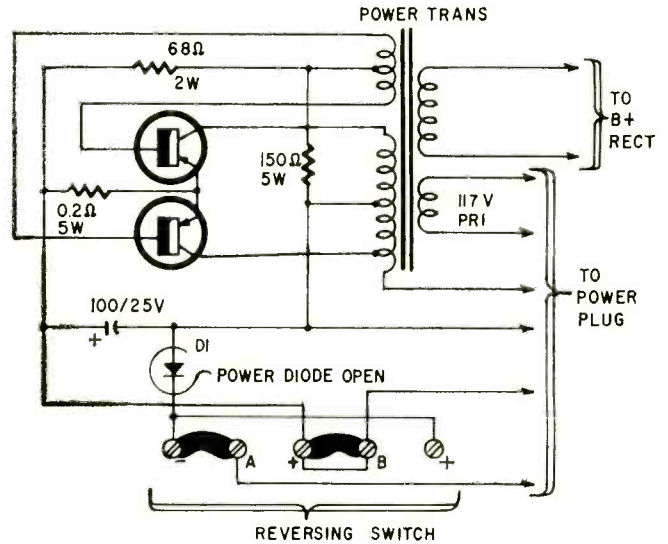 POWER TRANS
68Ω
2W
TO
B+
RECT
150Ω
5W
0.2Ω
5W
117V
PRI
TO
POWER
PLUG
100/25V
+
D1
POWER DIODE OPEN
-
A
+
B
+
REVERSING SWITCH